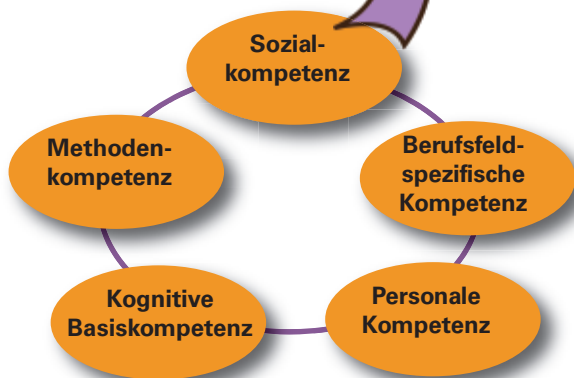 Sozial-
kompetenz
Methoden-
kompetenz
Berufsfeld-
spezifische
Kompetenz
Kognitive
Basiskompetenz
Personale
Kompetenz